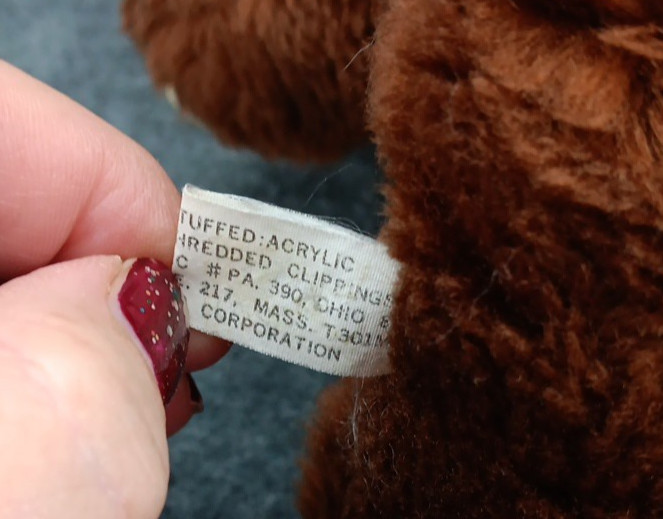 TUFFED: ACRYLIC
HREDDED CLIPPINGS
C # PA. 390, OHIO
. 217, MASS. T301
CORPORATION